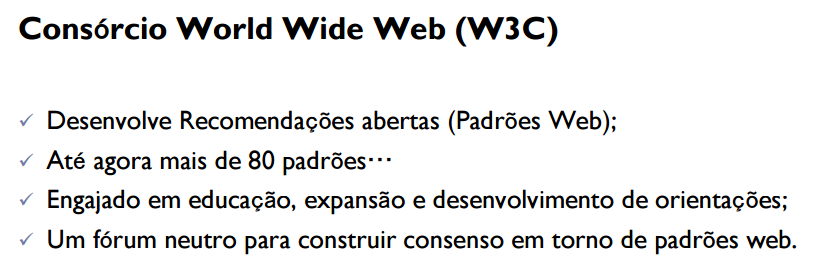 Consórcio World Wide Web (W3C)
✓ Desenvolve Recomendações abertas (Padrões Web);
✓ Até agora mais de 80 padrões…
✓ Engajado em educação, expansão e desenvolvimento de orientações;
✓ Um fórum neutro para construir consenso em torno de padrões web.